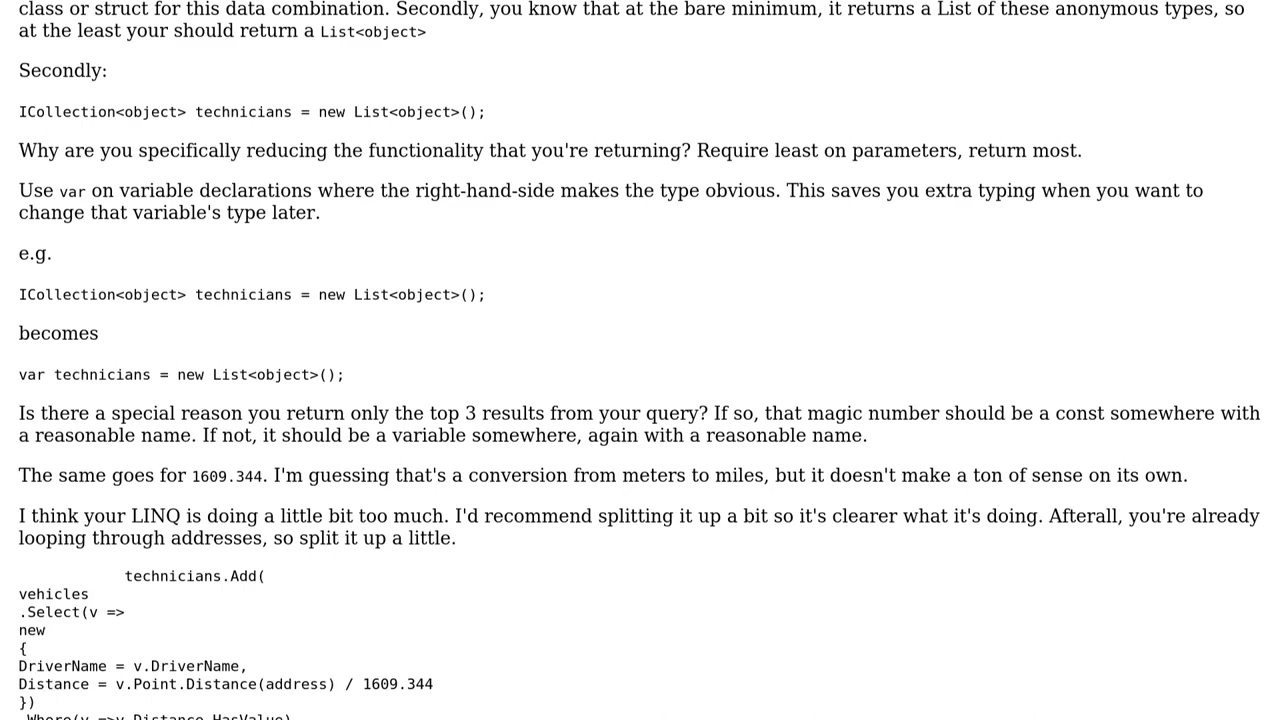 class or struct for this data combination. Secondly, you know that at the bare minimum, it returns a List of these anonymous types, so
at the least your should return a List<object>
Secondly:
ICollection<object> technicians = new List<object>();
Why are you specifically reducing the functionality that you're returning? Require least on parameters, return most.
Use var on variable declarations where the right-hand-side makes the type obvious. This saves you extra typing when you want to
change that variable's type later.
e.g.
ICollection<object> technicians = new List<object>();
becomes
var technicians = new List<object>();
Is there a special reason you return only the top 3 results from your query? If so, that magic number should be a const somewhere with
a reasonable name. If not, it should be a variable somewhere, again with a reasonable name.
The same goes for 1609.344. I'm guessing that's a conversion from meters to miles, but it doesn't make a ton of sense on its own.
I think your LINQ is doing a little bit too much. I'd recommend splitting it up a bit so it's clearer what it's doing. Afterall, you're already
looping through addresses, so split it up a little.
technicians.Add(
vehicles
.Select(v =>
new
{
DriverName = v.DriverName,
Distance = v.Point.Distance(address) / 1609.344
})
.Where(v =>v.Distance.HasValue)